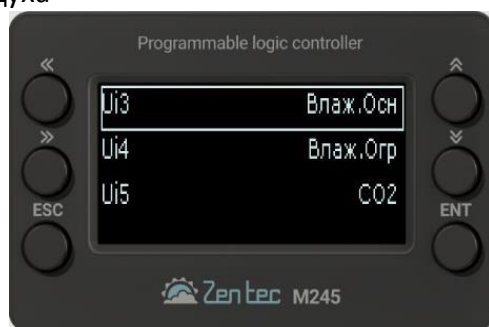 Programmable logic controller
«
»
ESC
Ui3 Влаж.Осн
Ui4 Влаж.Огр
Ui5 CO2
ENT
Zentec M245